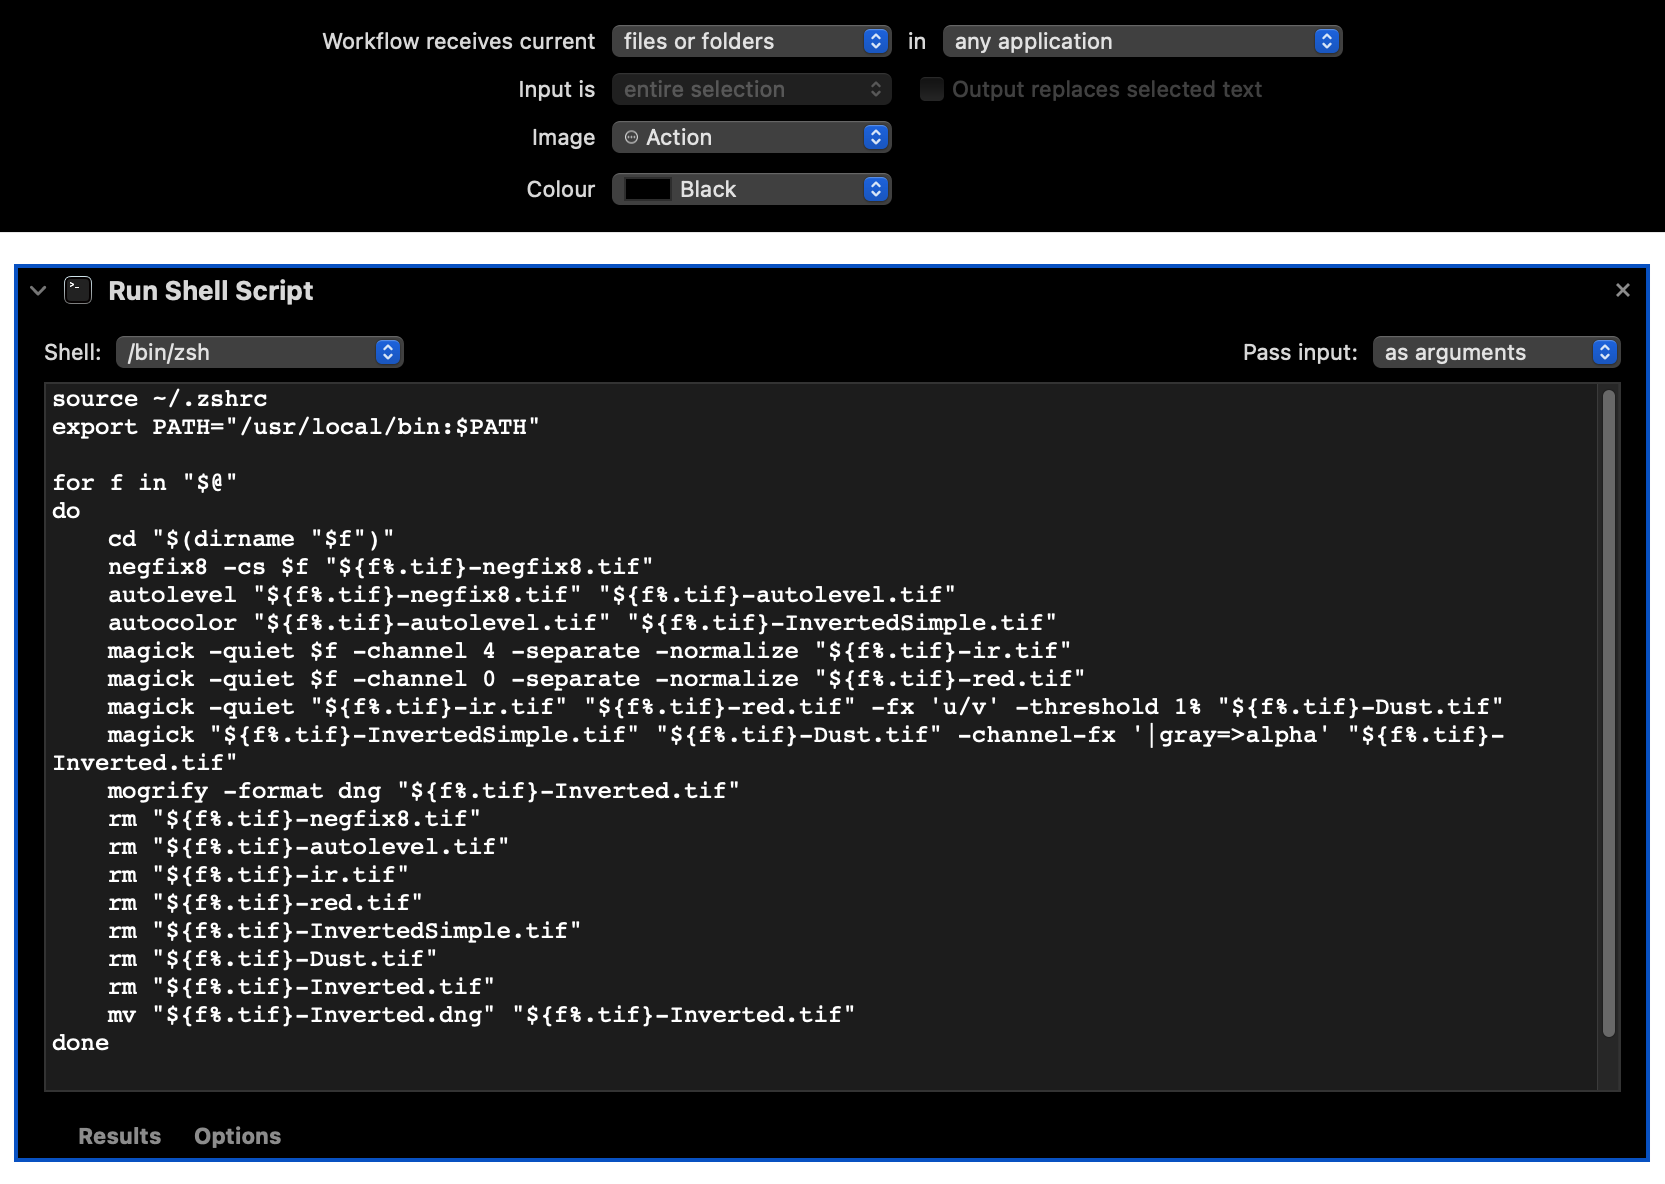 Workflow receives current files or folders in any application
Input is entire selection Output replaces selected text
Image Action
Colour Black
Run Shell Script
Shell: /bin/zsh Pass input: as arguments
source ~/.zshrc
export PATH="/usr/local/bin:$PATH"
for f in "$@"
do
cd "$(dirname "$f")"
negfix8 -cs $f "${f%.tif}-negfix8.tif"
autolevel "${f%.tif}-negfix8.tif" "${f%.tif}-autolevel.tif"
autocolor "${f%.tif}-autolevel.tif" "${f%.tif}-InvertedSimple.tif"
magick -quiet $f -channel 4 -separate -normalize "${f%.tif}-ir.tif"
magick -quiet $f -channel 0 -separate -normalize "${f%.tif}-red.tif"
magick -quiet "${f%.tif}-ir.tif" "${f%.tif}-red.tif" -fx 'u/v' -threshold 1% "${f%.tif}-Dust.tif"
magick "${f%.tif}-InvertedSimple.tif" "${f%.tif}-Dust.tif" -channel-fx '|gray=>alpha' "${f%.tif}-
Inverted.tif"
mogrify -format dng "${f%.tif}-Inverted.tif"
rm "${f%.tif}-negfix8.tif"
rm "${f%.tif}-autolevel.tif"
rm "${f%.tif}-ir.tif"
rm "${f%.tif}-red.tif"
rm "${f%.tif}-InvertedSimple.tif"
rm "${f%.tif}-Dust.tif"
rm "${f%.tif}-Inverted.tif"
mv "${f%.tif}-Inverted.dng" "${f%.tif}-Inverted.tif"
done
Results Options